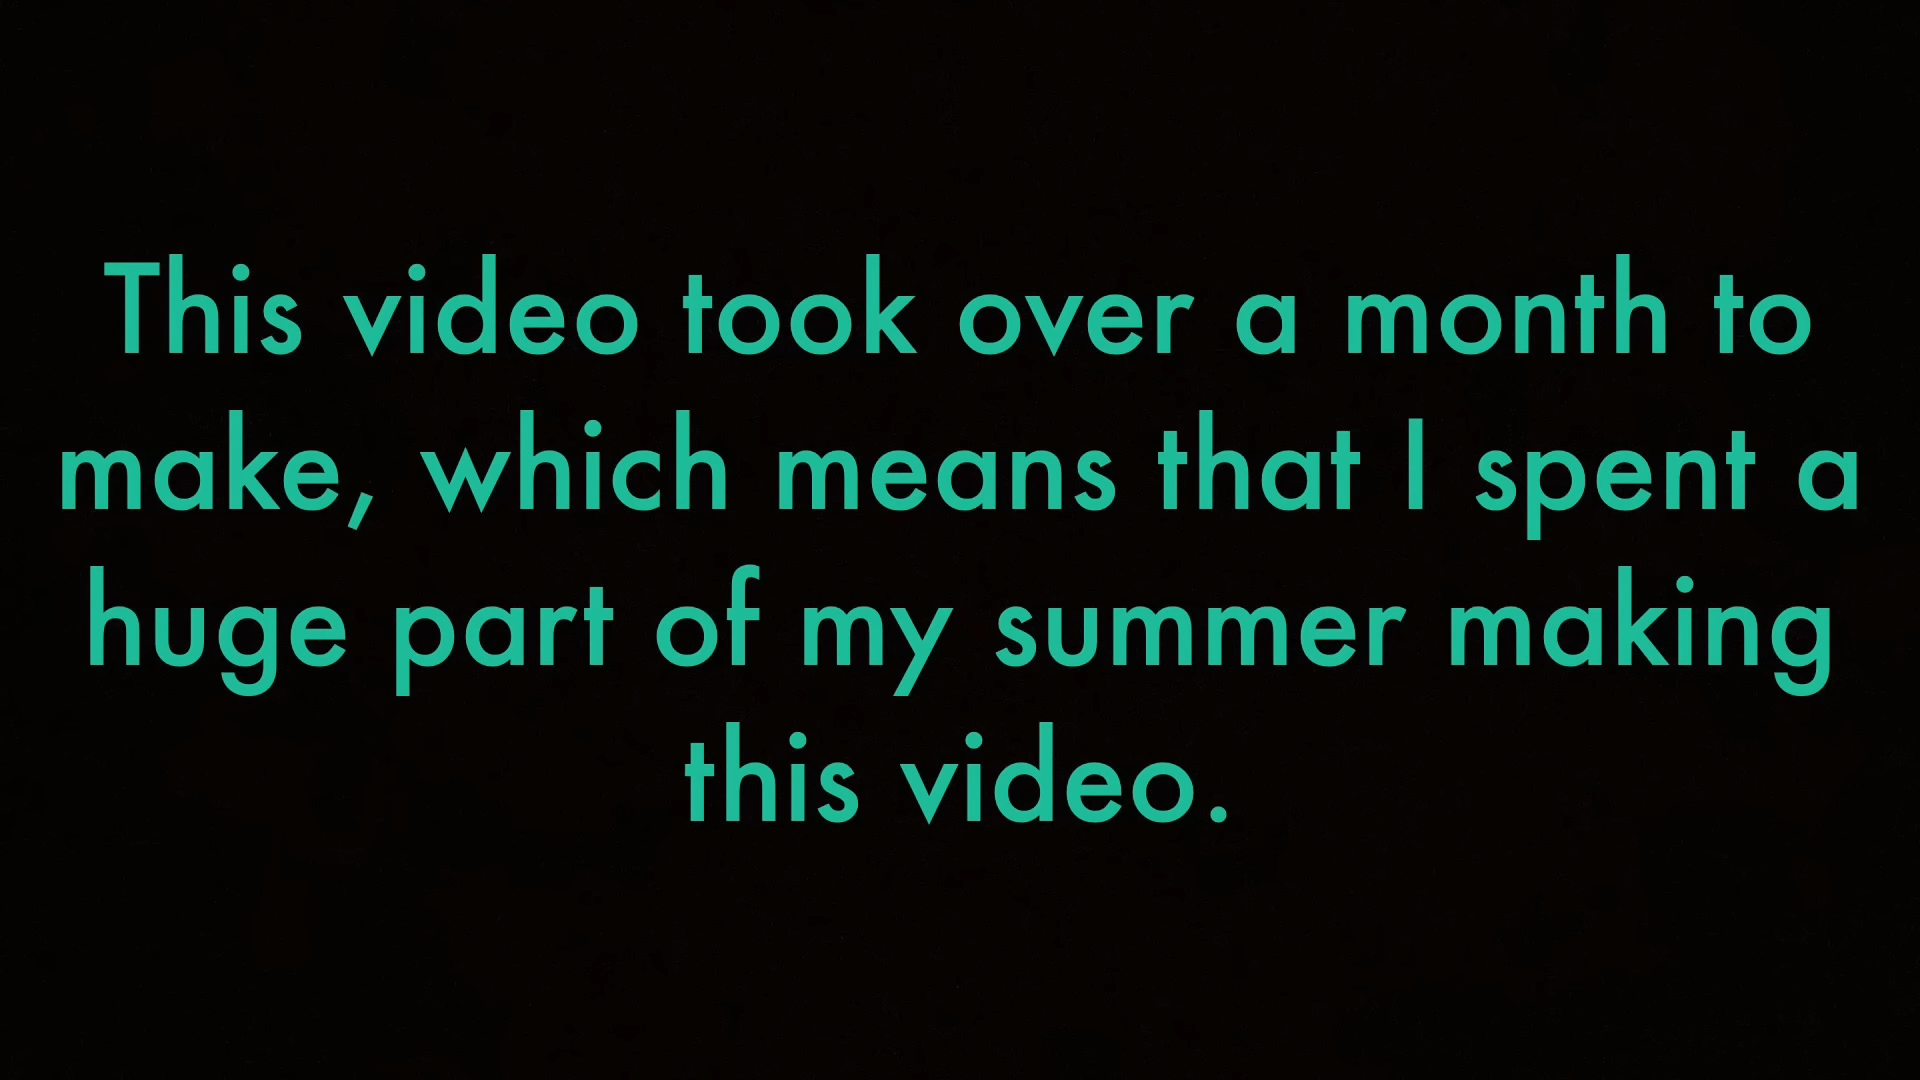 This video took over a month to
make, which means that I spent a
huge part of my summer making
this video.